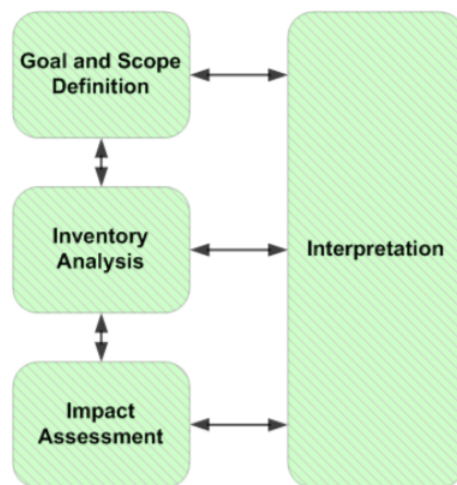 Goal and Scope
Definition
Inventory
Analysis
Interpretation
Impact
Assessment